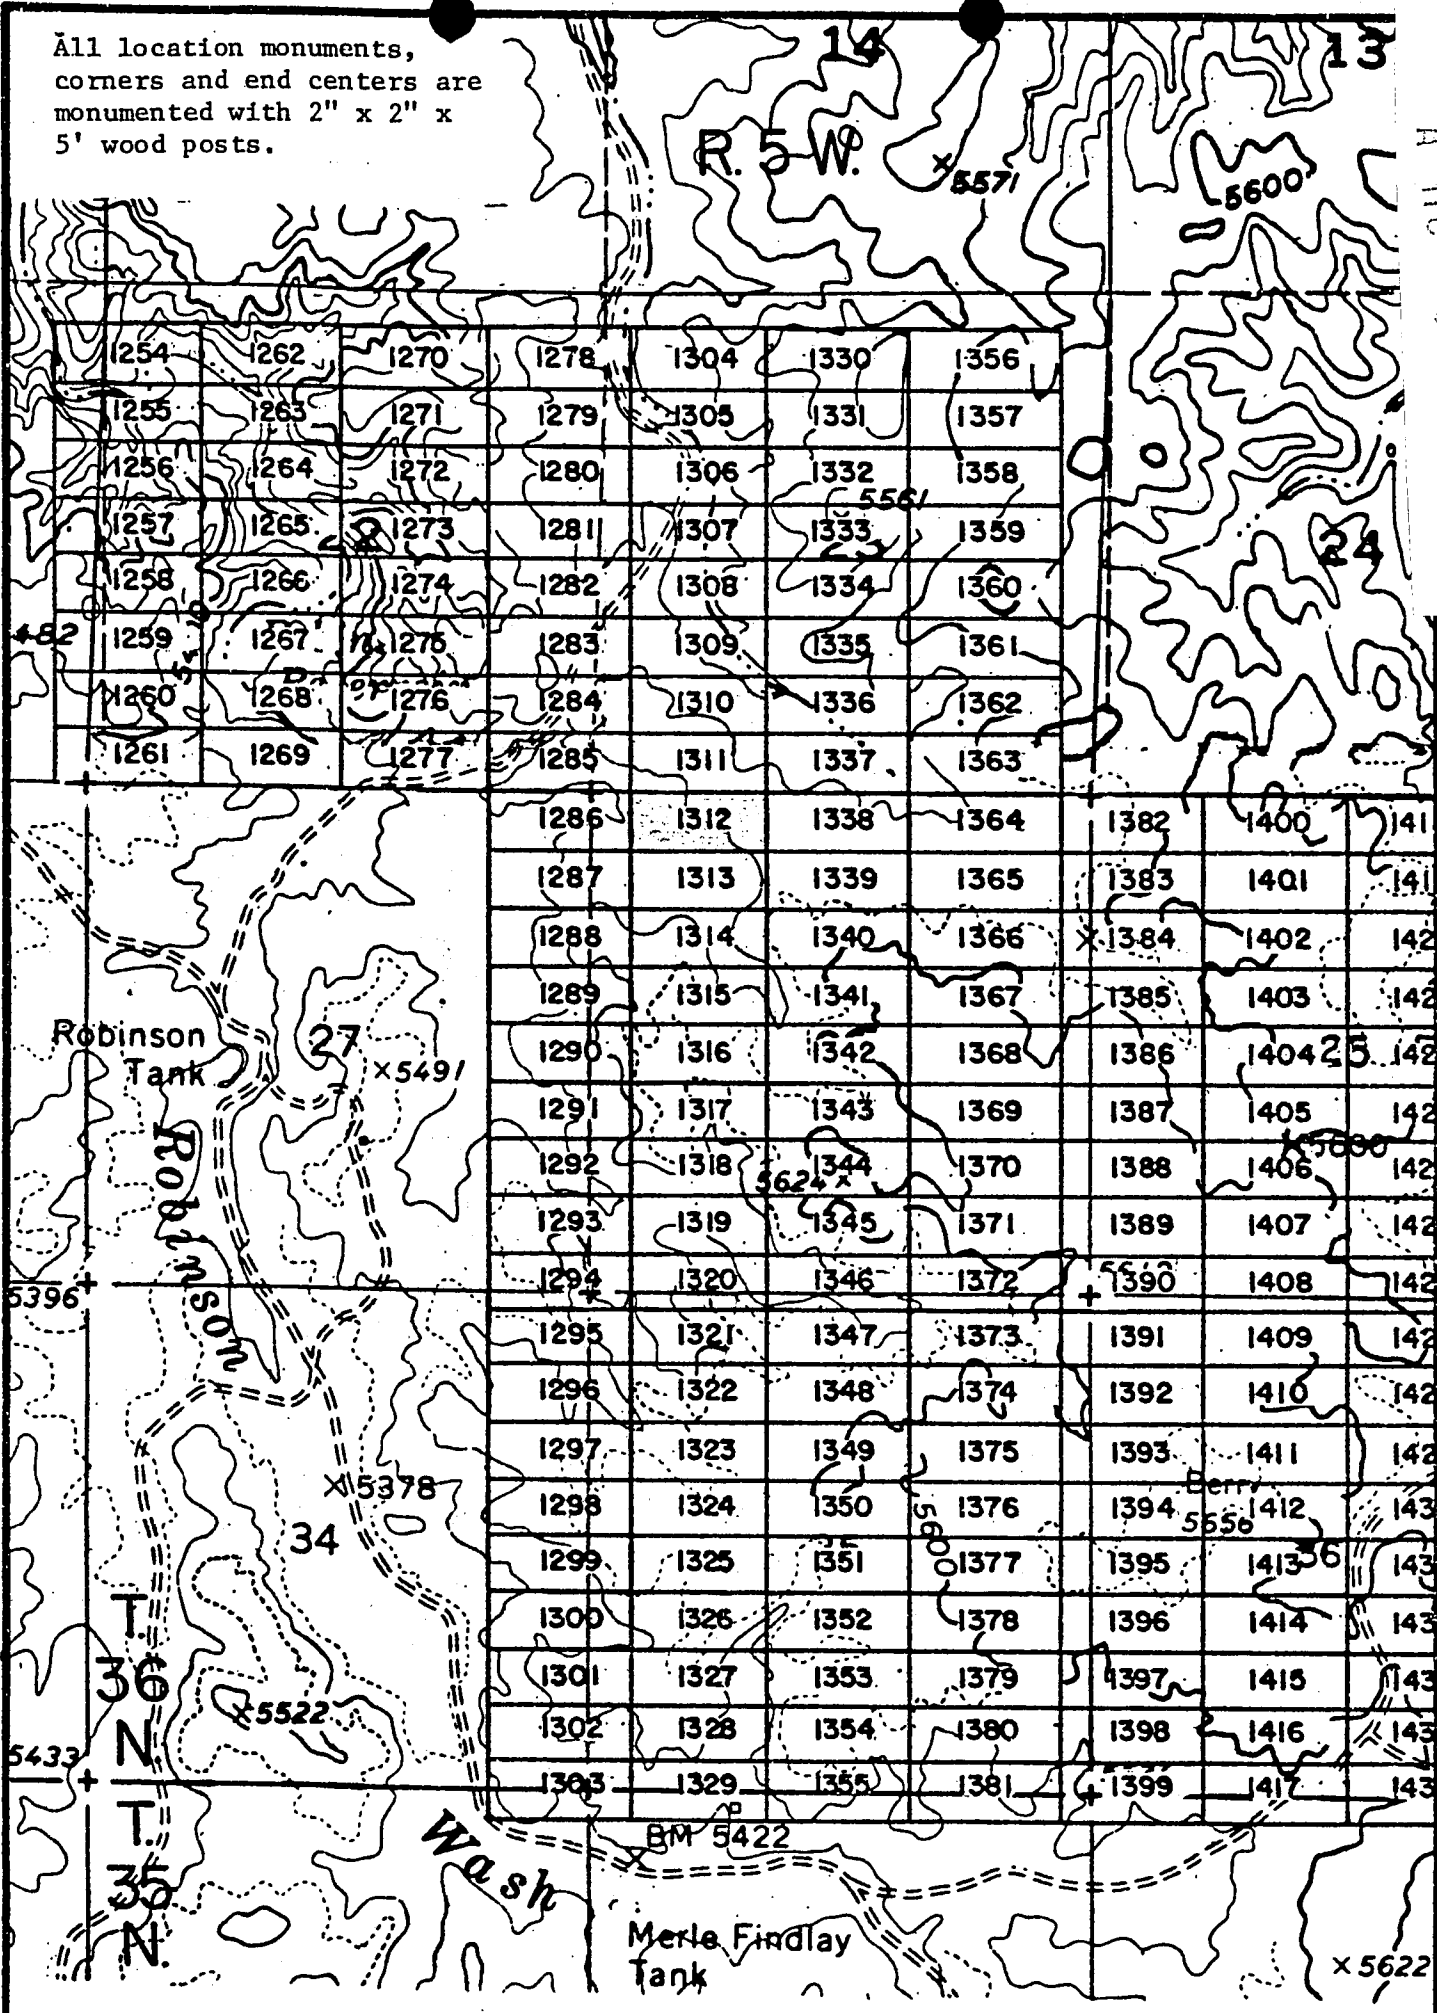 All location monuments,
corners and end centers are
monumented with 2" x 2" x
5' wood posts.
14 13
R. 5 W.
5571 5600
1254 1262 1270 1278 1304 1330 1356
1255 1263 1271 1279 1305 1331 1357
1256 1264 1272 1280 1306 1332 1358
5561
1257 1265 1273 1281 1307 1333 1359
24
1258 1266 1274 1282 1308 1334 1360
1259 1267 1275 1283 1309 1335 1361
1260 1268 1276 1284 1310 1336 1362
1261 1269 1277 1285 1311 1337 1363
1286 1312 1338 1364 1382 1400
1287 1313 1339 1365 1383 1401
1288 1314 1340 1366 1384 1402
1289 1315 1341 1367 1385 1403
Robinson
Tank
27
5491
1290 1316 1342 1368 1386 1404 25
1291 1317 1343 1369 1387 1405
1292 1318 1344 1370 1388 1406
5624
1293 1319 1345 1371 1389 1407
1294 1320 1346 1372 1390 1408
5396
1295 1321 1347 1373 1391 1409
1296 1322 1348 1374 1392 1410
1297 1323 1349 1375 1393 1411
5378
Berry
1298 1324 1350 1376 1394 1412
5656
34
5600
36
1299 1325 1351 1377 1395 1413
1300 1326 1352 1378 1396 1414
1301 1327 1353 1379 1397 1415
T.
36
N
5522
1302 1328 1354 1380 1398 1416
5433
1303 1329 1355 1381 1399 1417
T.
35
N.
Robinson
Wash
BM 5422
Merle Findlay
Tank
5622